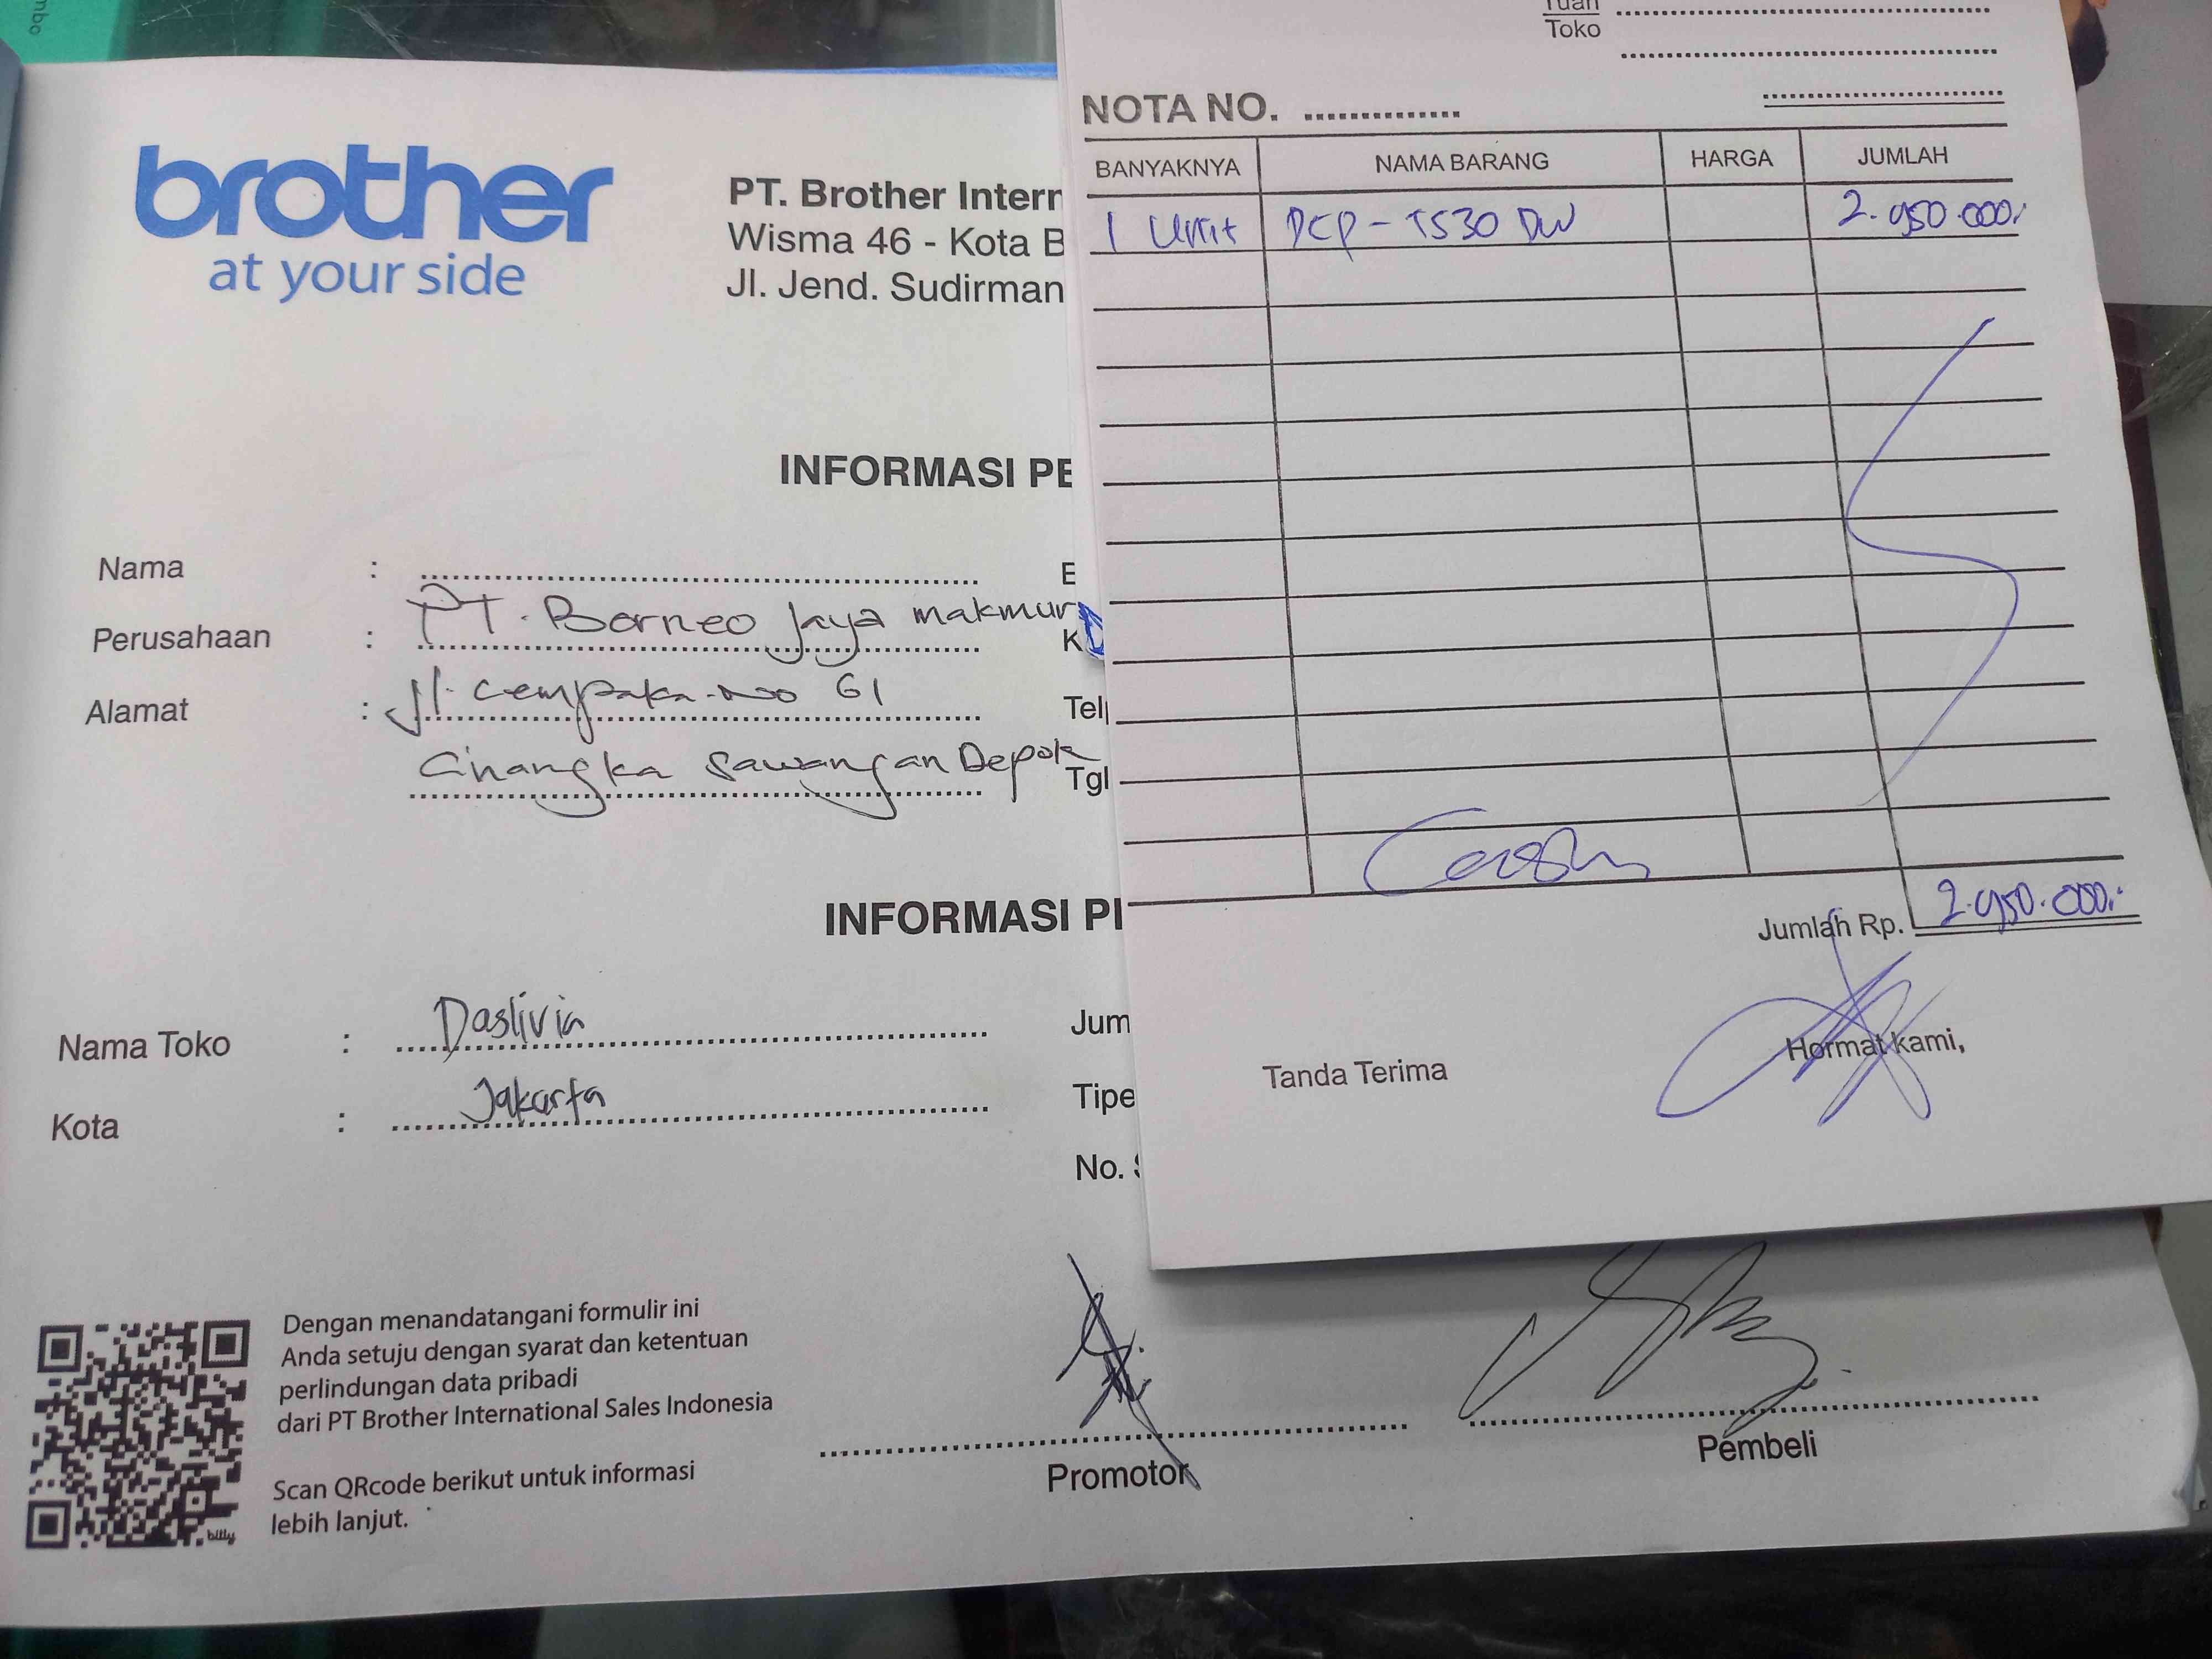 mbo
brother
at your side
PT. Brother Intern
Wisma 46 - Kota B
Jl. Jend. Sudirman
INFORMASI PE
Nama :
E
Perusahaan : PT. Borneo Jaya makmur
K
Alamat : Jl. Cempaka No 61
Tel
Cinangka Sawangan Depok
Tgl
INFORMASI PI
Nama Toko : Daslivia
Jum
Kota : Jakarta
Tipe
No. S
Dengan menandatangani formulir ini
Anda setuju dengan syarat dan ketentuan
perlindungan data pribadi
dari PT Brother International Sales Indonesia
Scan QRcode berikut untuk informasi
lebih lanjut.
bitly
Promotor
Pembeli
Tuan
Toko
NOTA NO.
BANYAKNYA NAMA BARANG HARGA JUMLAH
1 Unit DCP-T530 DW 2.950.000,-
Cash
Jumlah Rp. 2.950.000,-
Tanda Terima
Hormat kami,